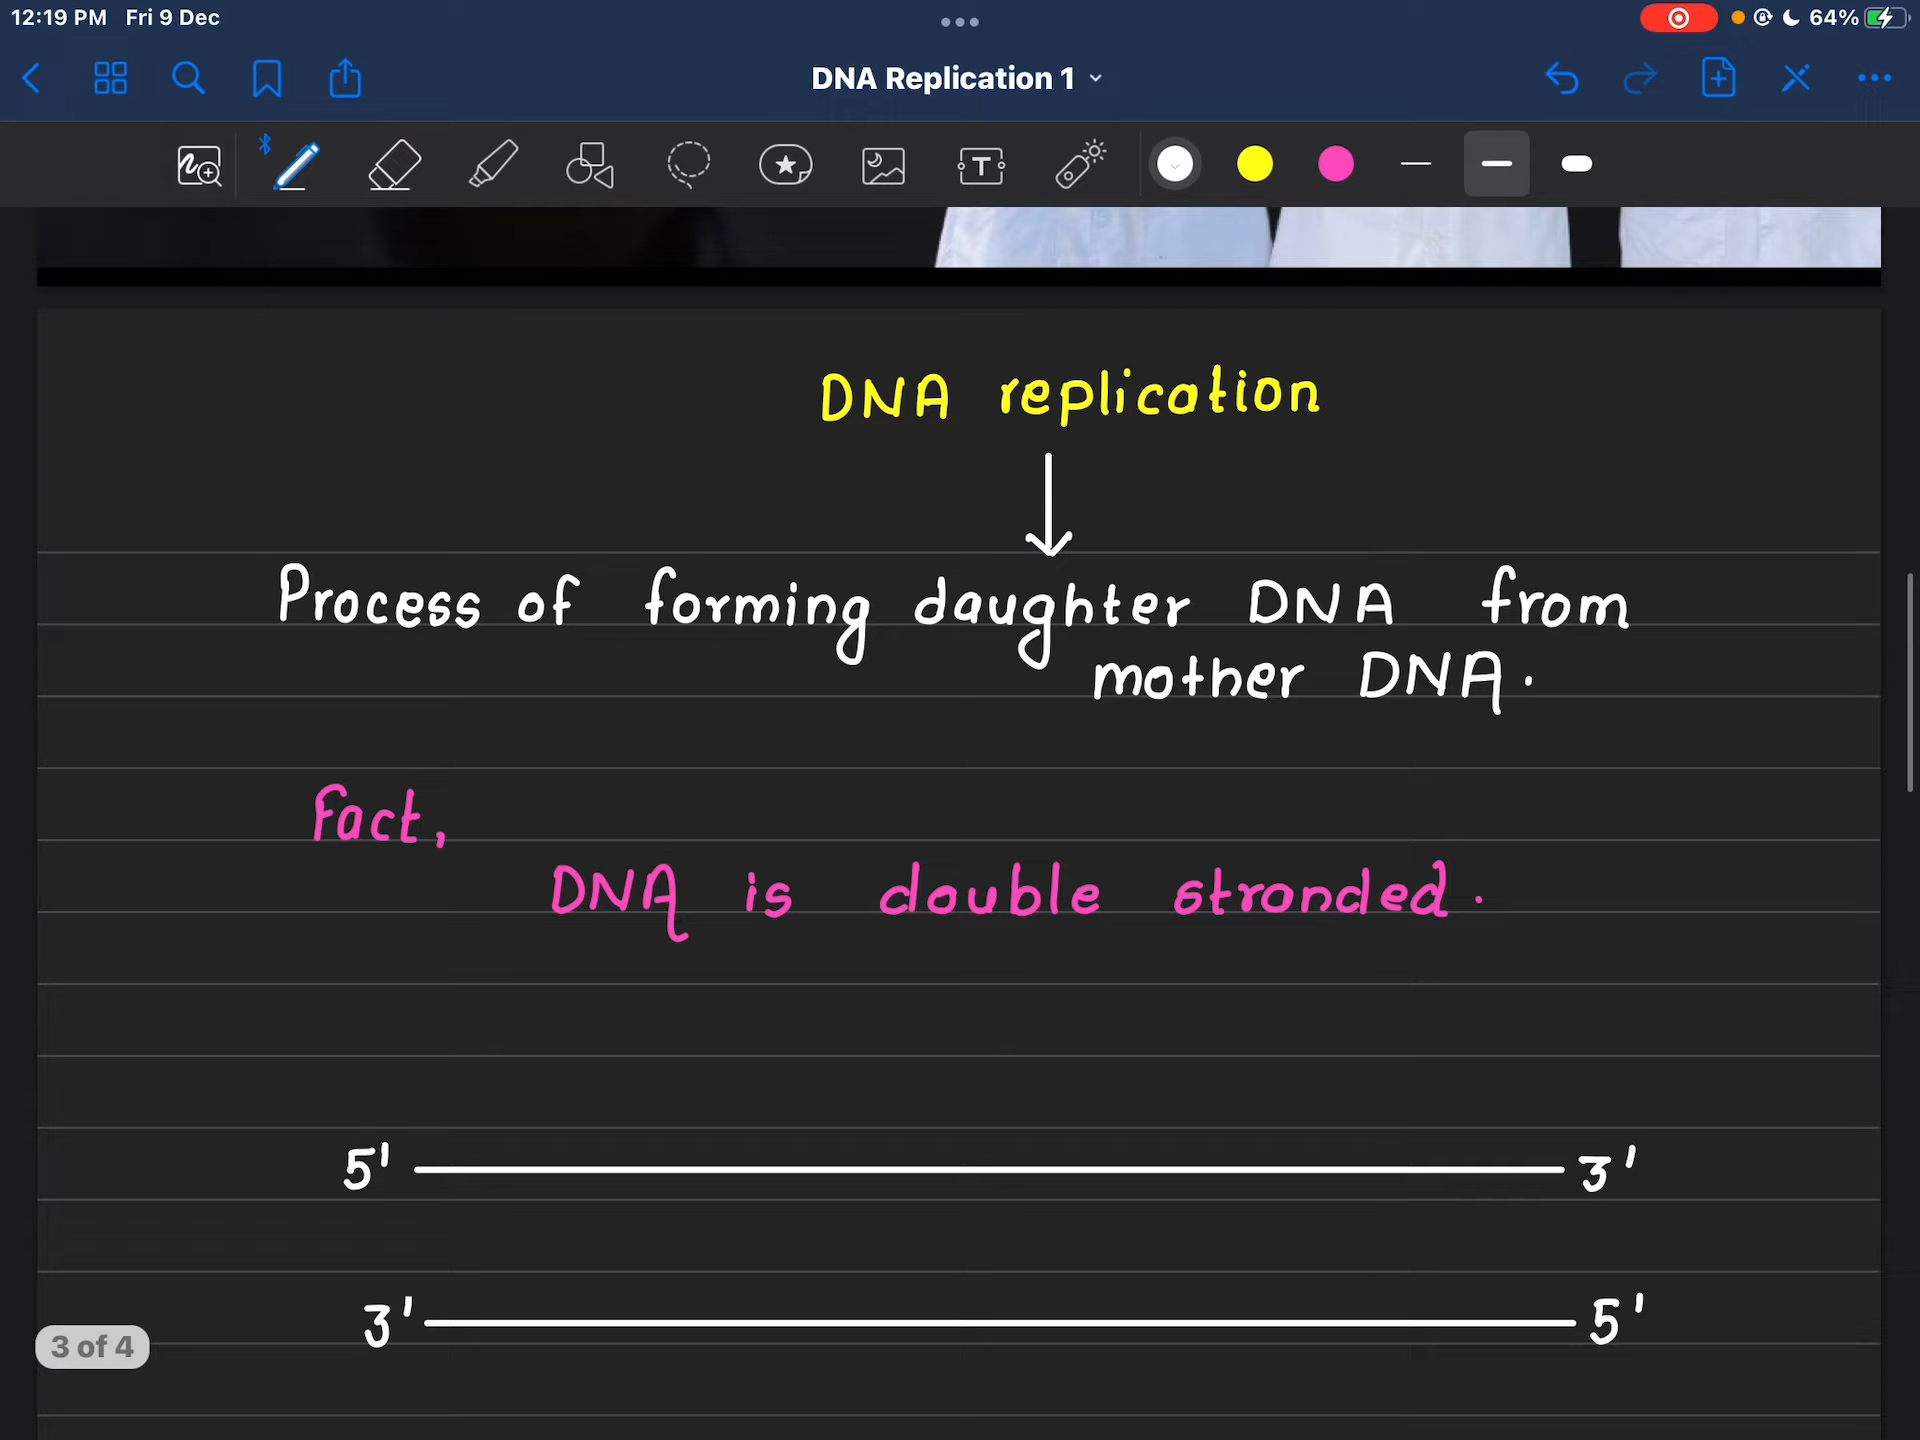 12:19 PM Fri 9 Dec
64%
DNA Replication 1
T
DNA replication
Process of forming daughter DNA from
mother DNA.
Fact,
DNA is double stranded.
5' 3'
3' 5'
3 of 4